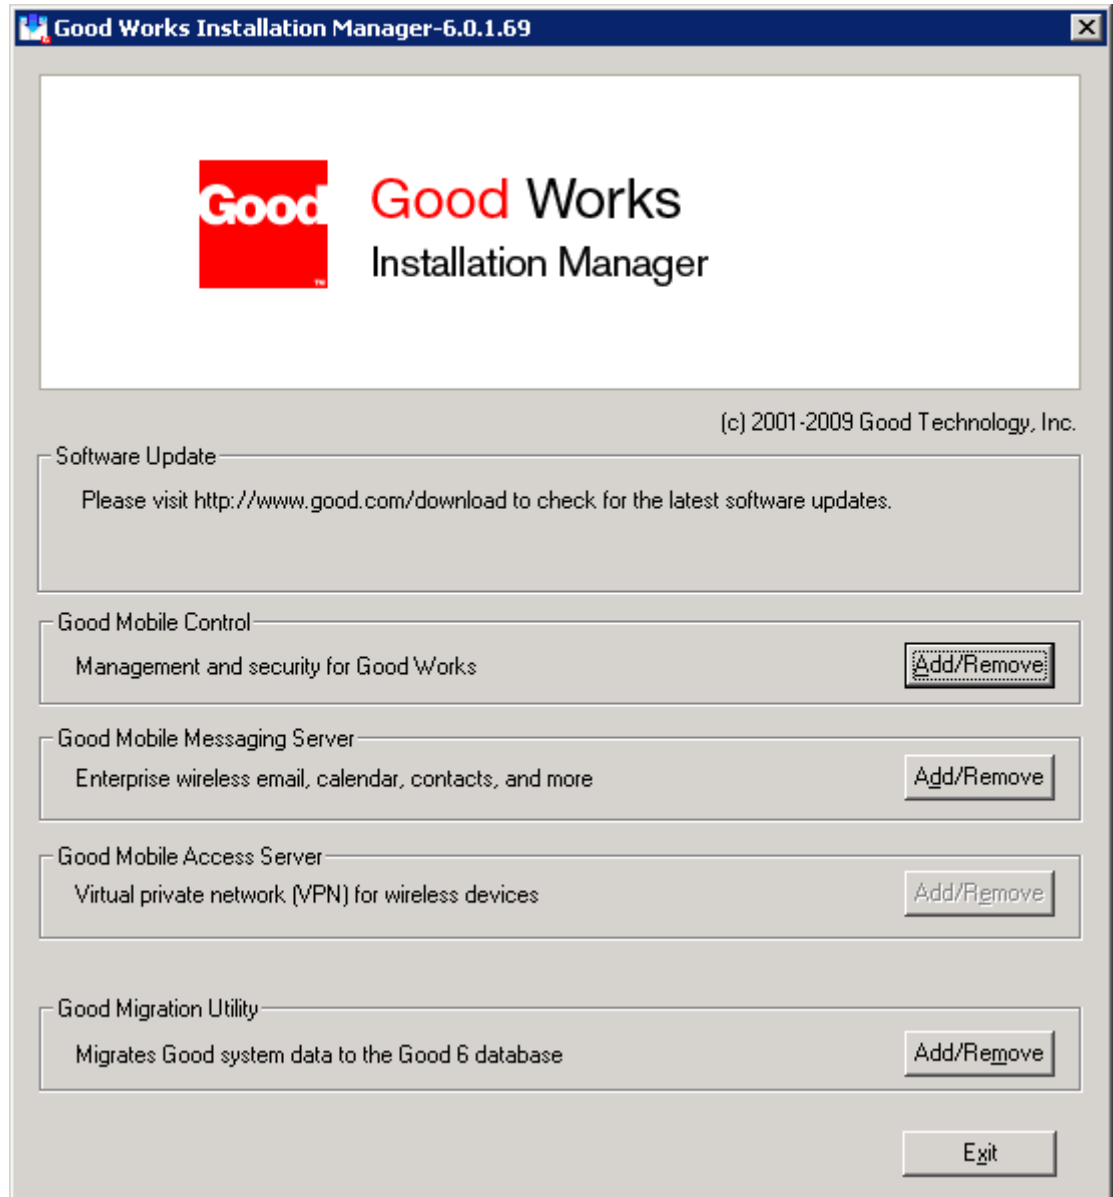 Good Works Installation Manager-6.0.1.69
Good
™
Good Works
Installation Manager
(c) 2001-2009 Good Technology, Inc.
Software Update
Please visit http://www.good.com/download to check for the latest software updates.
Good Mobile Control
Management and security for Good Works
Add/Remove
Good Mobile Messaging Server
Enterprise wireless email, calendar, contacts, and more
Add/Remove
Good Mobile Access Server
Virtual private network (VPN) for wireless devices
Add/Remove
Good Migration Utility
Migrates Good system data to the Good 6 database
Add/Remove
Exit